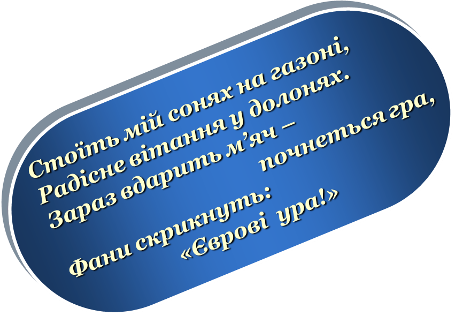 Стоїть мій сонях на газоні,
Радісне вітання у долонях.
Зараз вдарить м’яч –
почнеться гра,
Фани скрикнуть:
«Єврові ура!»